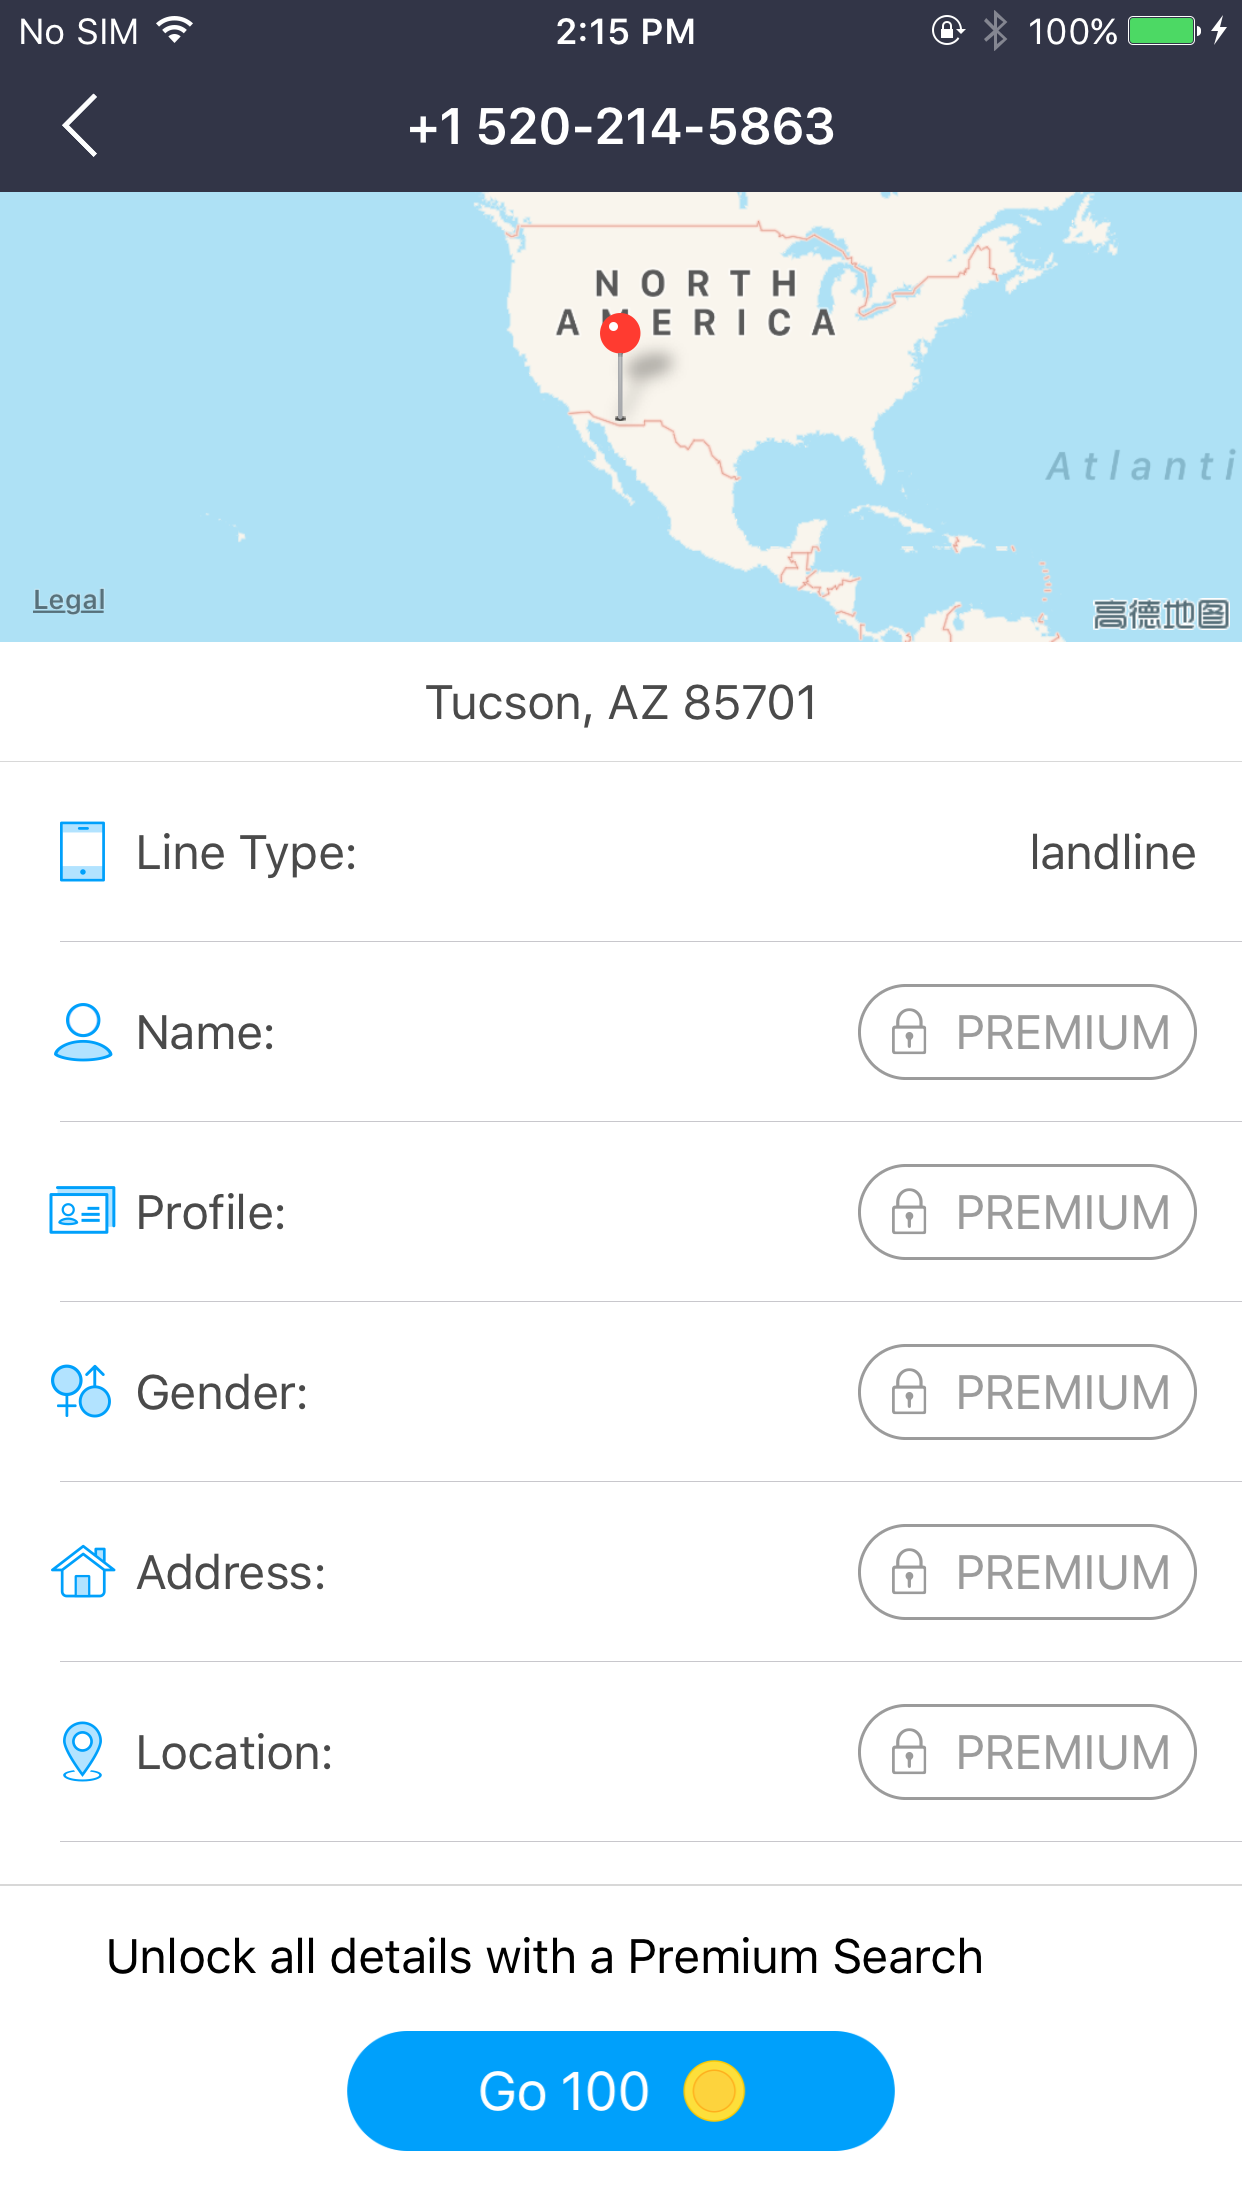 No SIM 2:15 PM 100%
+1 520-214-5863
NORTH
AMERICA
Atlanti
Legal
高德地图
Tucson, AZ 85701
Line Type: landline
Name: PREMIUM
Profile: PREMIUM
Gender: PREMIUM
Address: PREMIUM
Location: PREMIUM
Unlock all details with a Premium Search
Go 100